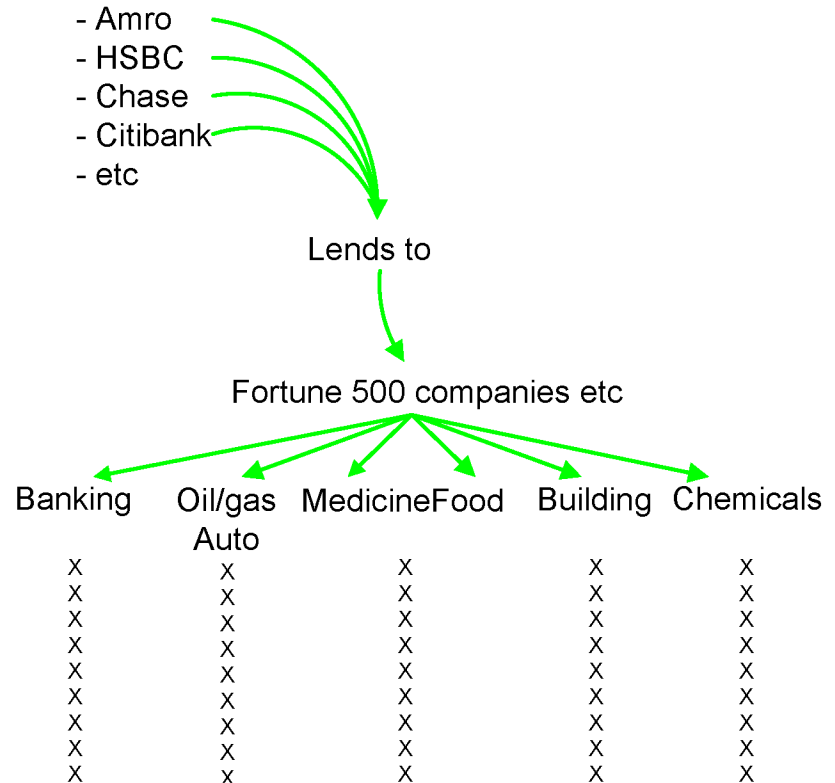 - Amro
- HSBC
- Chase
- Citibank
- etc
Lends to
Fortune 500 companies etc
Banking Oil/gas MedicineFood Building Chemicals
Auto
X X X X X
X X X X X
X X X X X
X X X X X
X X X X X
X X X X X
X X X X X
X X X X X
X X X X X